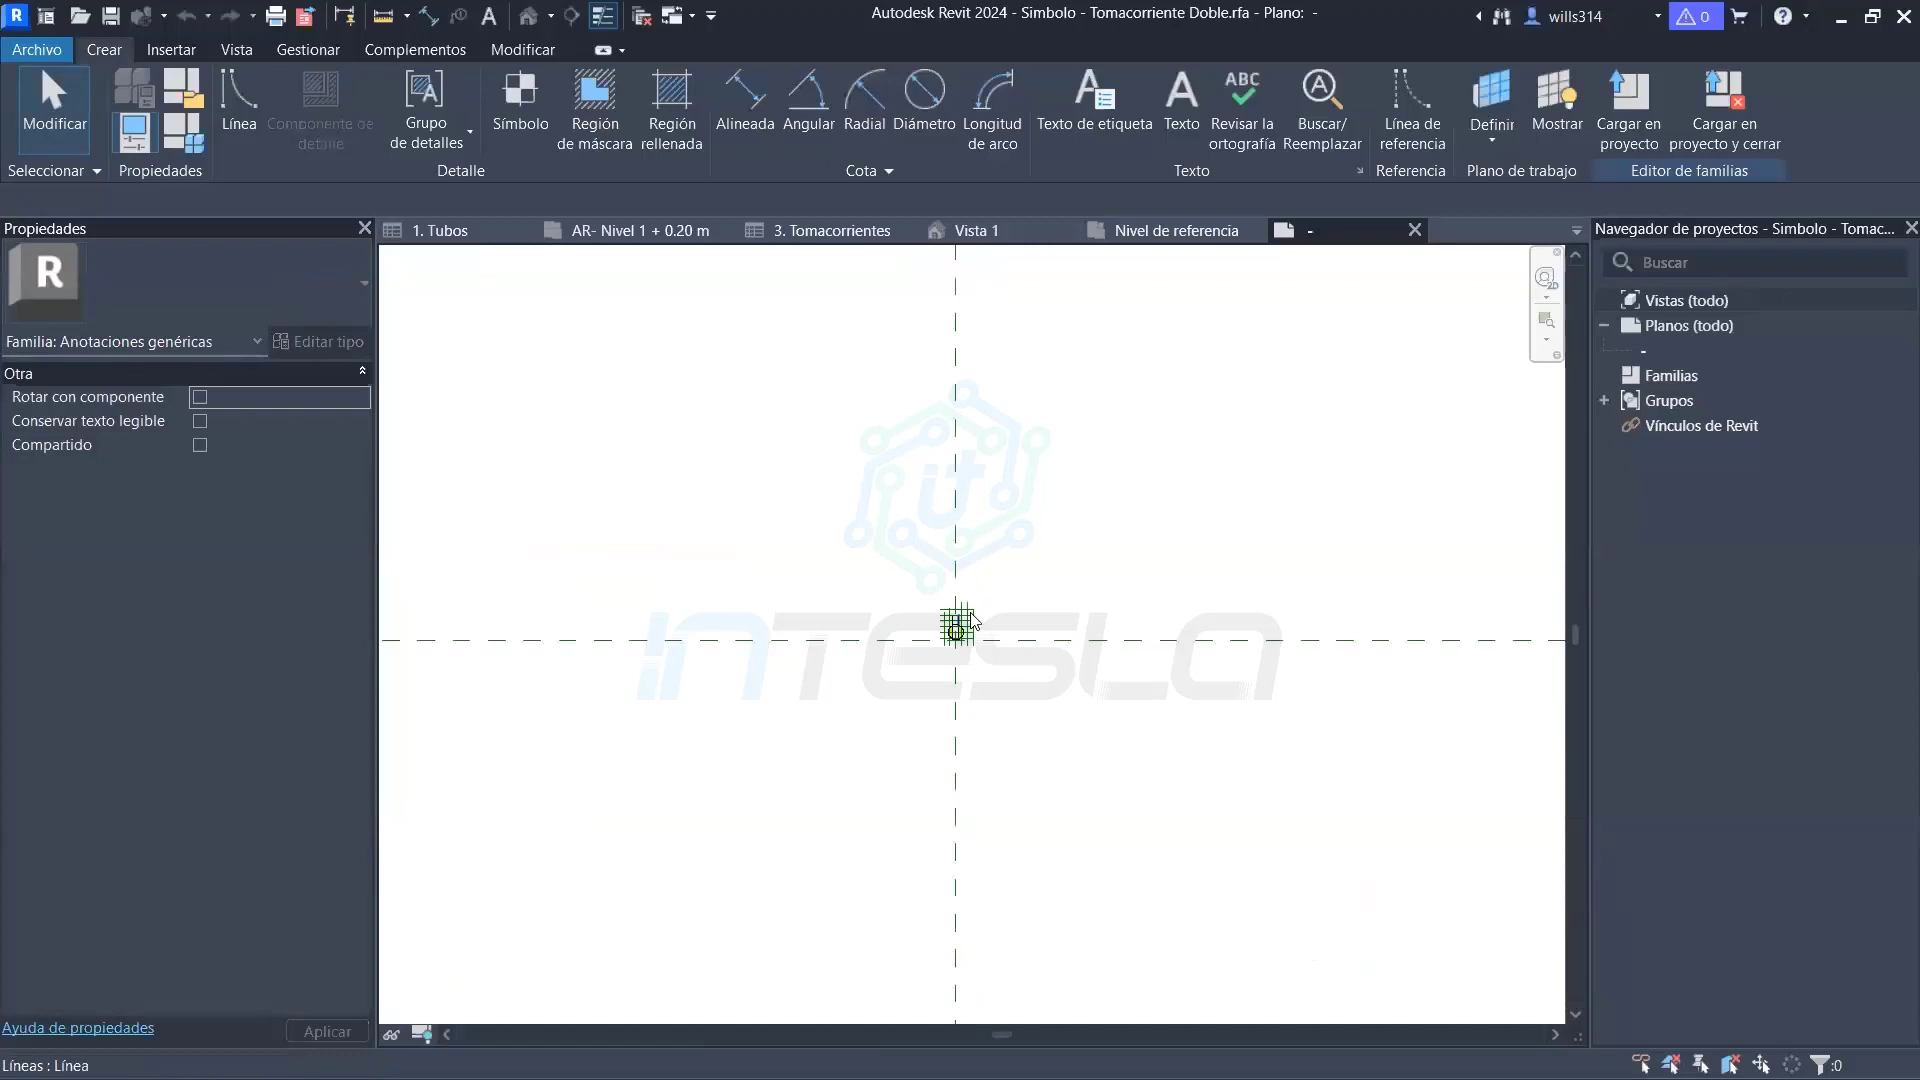 Autodesk Revit 2024 - Simbolo - Tomacorriente Doble.rfa - Plano: -
wills314
0
Archivo
Crear
Insertar
Vista
Gestionar
Complementos
Modificar
Modificar
Línea
Componente de detalle
Grupo de detalles
Símbolo
Región de máscara
Región rellenada
Alineada
Angular
Radial
Diámetro
Longitud de arco
Texto de etiqueta
Texto
ABC
Revisar la ortografía
Buscar/ Reemplazar
Línea de referencia
Definir
Mostrar
Cargar en proyecto
Cargar en proyecto y cerrar
Seleccionar
Propiedades
Detalle
Cota
Texto
Referencia
Plano de trabajo
Editor de familias
Propiedades
R
Familia: Anotaciones genéricas
Editar tipo
Otra
Rotar con componente
Conservar texto legible
Compartido
Ayuda de propiedades
Aplicar
Líneas : Línea
1. Tubos
AR- Nivel 1 + 0.20 m
3. Tomacorrientes
Vista 1
Nivel de referencia
-
2D
it
INTESLA
Navegador de proyectos - Simbolo - Tomac...
Buscar
Vistas (todo)
Planos (todo)
-
Familias
Grupos
Vínculos de Revit
:0